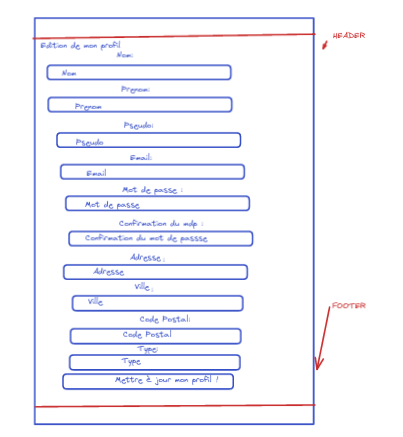 HEADER
Edition de mon profil
Nom:
Nom
Prenom:
Prenom
Pseudo:
Pseudo
Email:
Email
Mot de passe :
Mot de passe
Confirmation du mdp :
Confirmation du mot de passse
Adresse :
Adresse
Ville :
Ville
FOOTER
Code Postal:
Code Postal
Type:
Type
Mettre à jour mon profil !